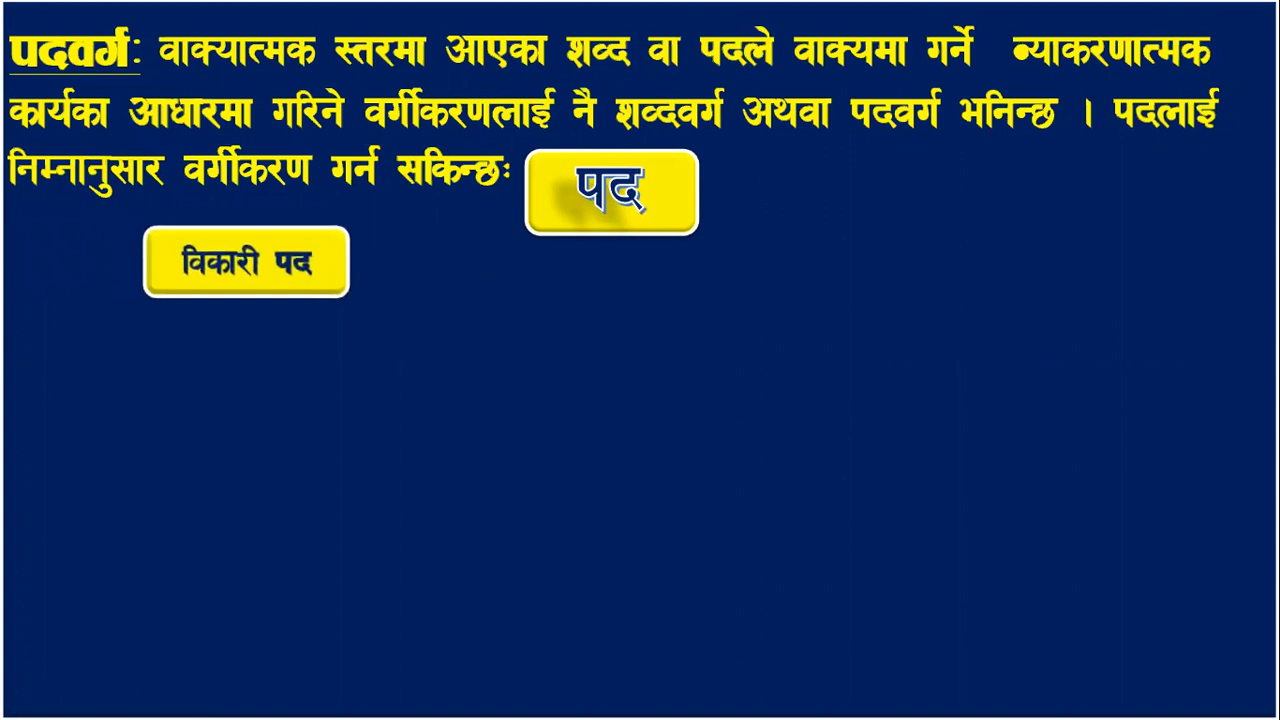 पदवर्ग: वाक्यात्मक स्तरमा आएका शव्द वा पदले वाक्यमा गर्ने ब्याकरणात्मक
कार्यका आधारमा गरिने वर्गीकरणलाई नै शव्दवर्ग अथवा पदवर्ग भनिन्छ । पदलाई
निम्नानुसार वर्गीकरण गर्न सकिन्छः
पद
विकारी पद